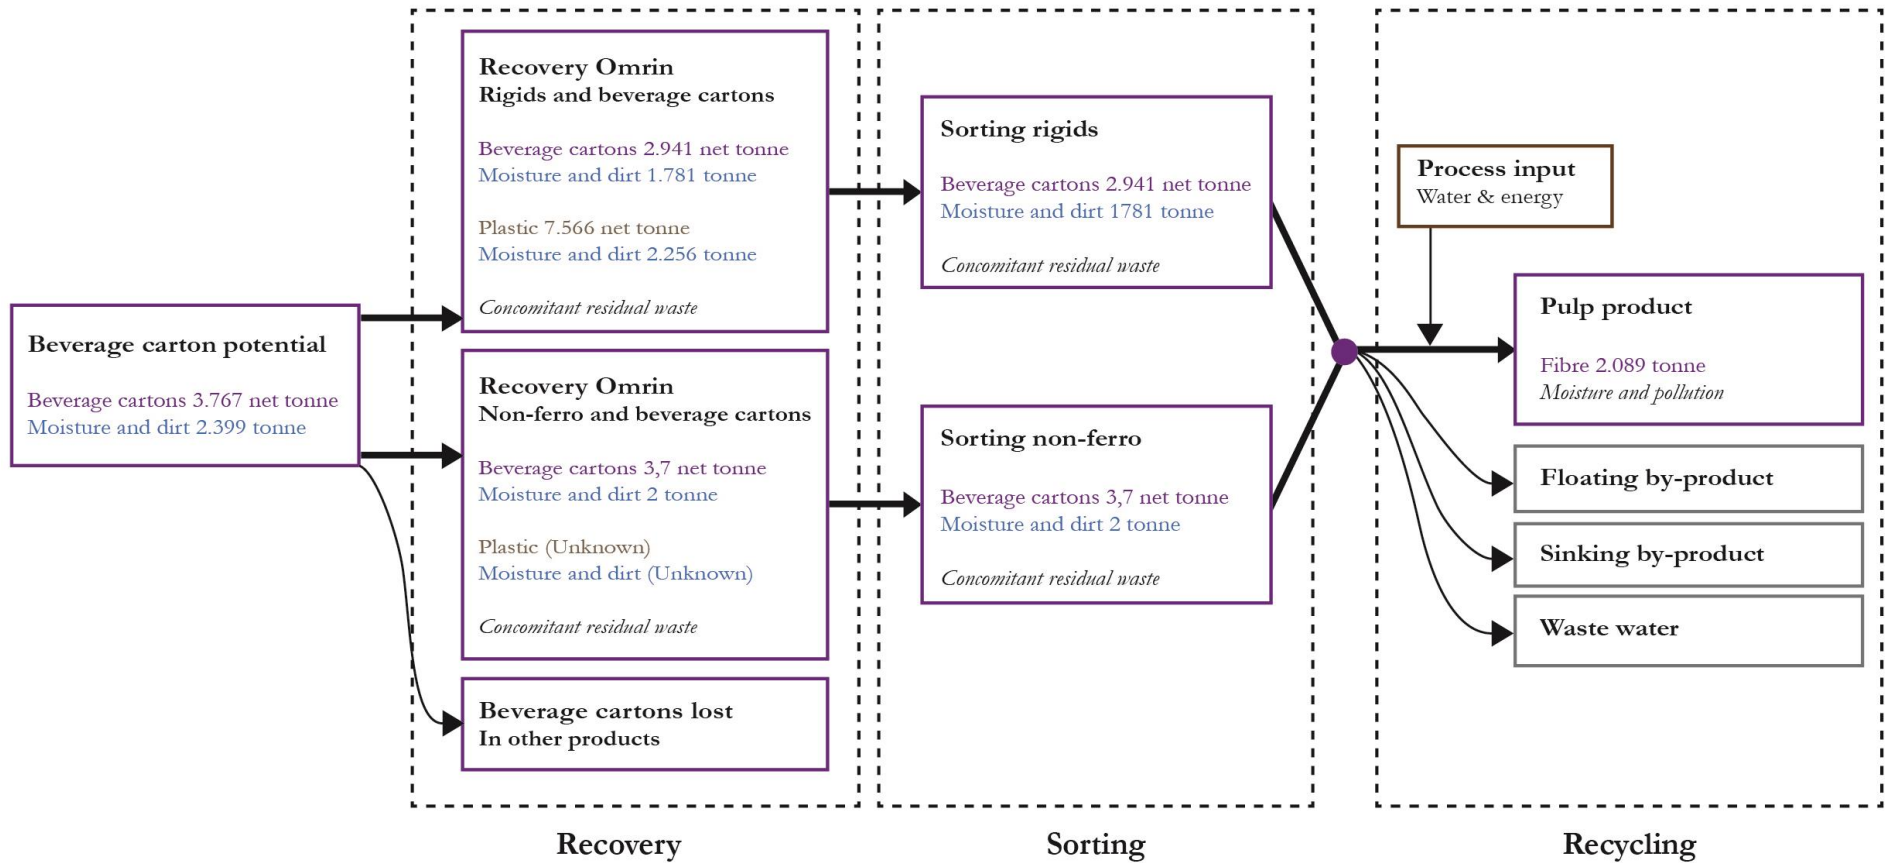 Beverage carton potential
Beverage cartons 3.767 net tonne
Moisture and dirt 2.399 tonne
Recovery Omrin
Rigids and beverage cartons
Beverage cartons 2.941 net tonne
Moisture and dirt 1.781 tonne
Plastic 7.566 net tonne
Moisture and dirt 2.256 tonne
Concomitant residual waste
Recovery Omrin
Non-ferro and beverage cartons
Beverage cartons 3,7 net tonne
Moisture and dirt 2 tonne
Plastic (Unknown)
Moisture and dirt (Unknown)
Concomitant residual waste
Beverage cartons lost
In other products
Recovery
Sorting rigids
Beverage cartons 2.941 net tonne
Moisture and dirt 1781 tonne
Concomitant residual waste
Sorting non-ferro
Beverage cartons 3,7 net tonne
Moisture and dirt 2 tonne
Concomitant residual waste
Sorting
Process input
Water & energy
Pulp product
Fibre 2.089 tonne
Moisture and pollution
Floating by-product
Sinking by-product
Waste water
Recycling